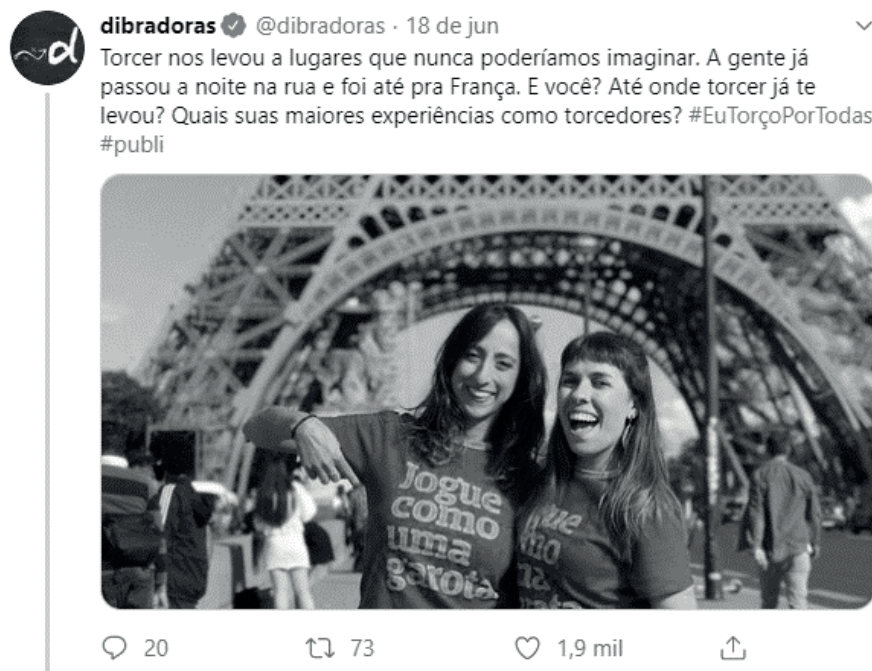 dibradoras @dibradoras · 18 de jun
Torcer nos levou a lugares que nunca poderíamos imaginar. A gente já
passou a noite na rua e foi até pra França. E você? Até onde torcer já te
levou? Quais suas maiores experiências como torcedores? #EuTorçoPorTodas
#publi
Jogue
como
uma
garota
20 73 1,9 mil